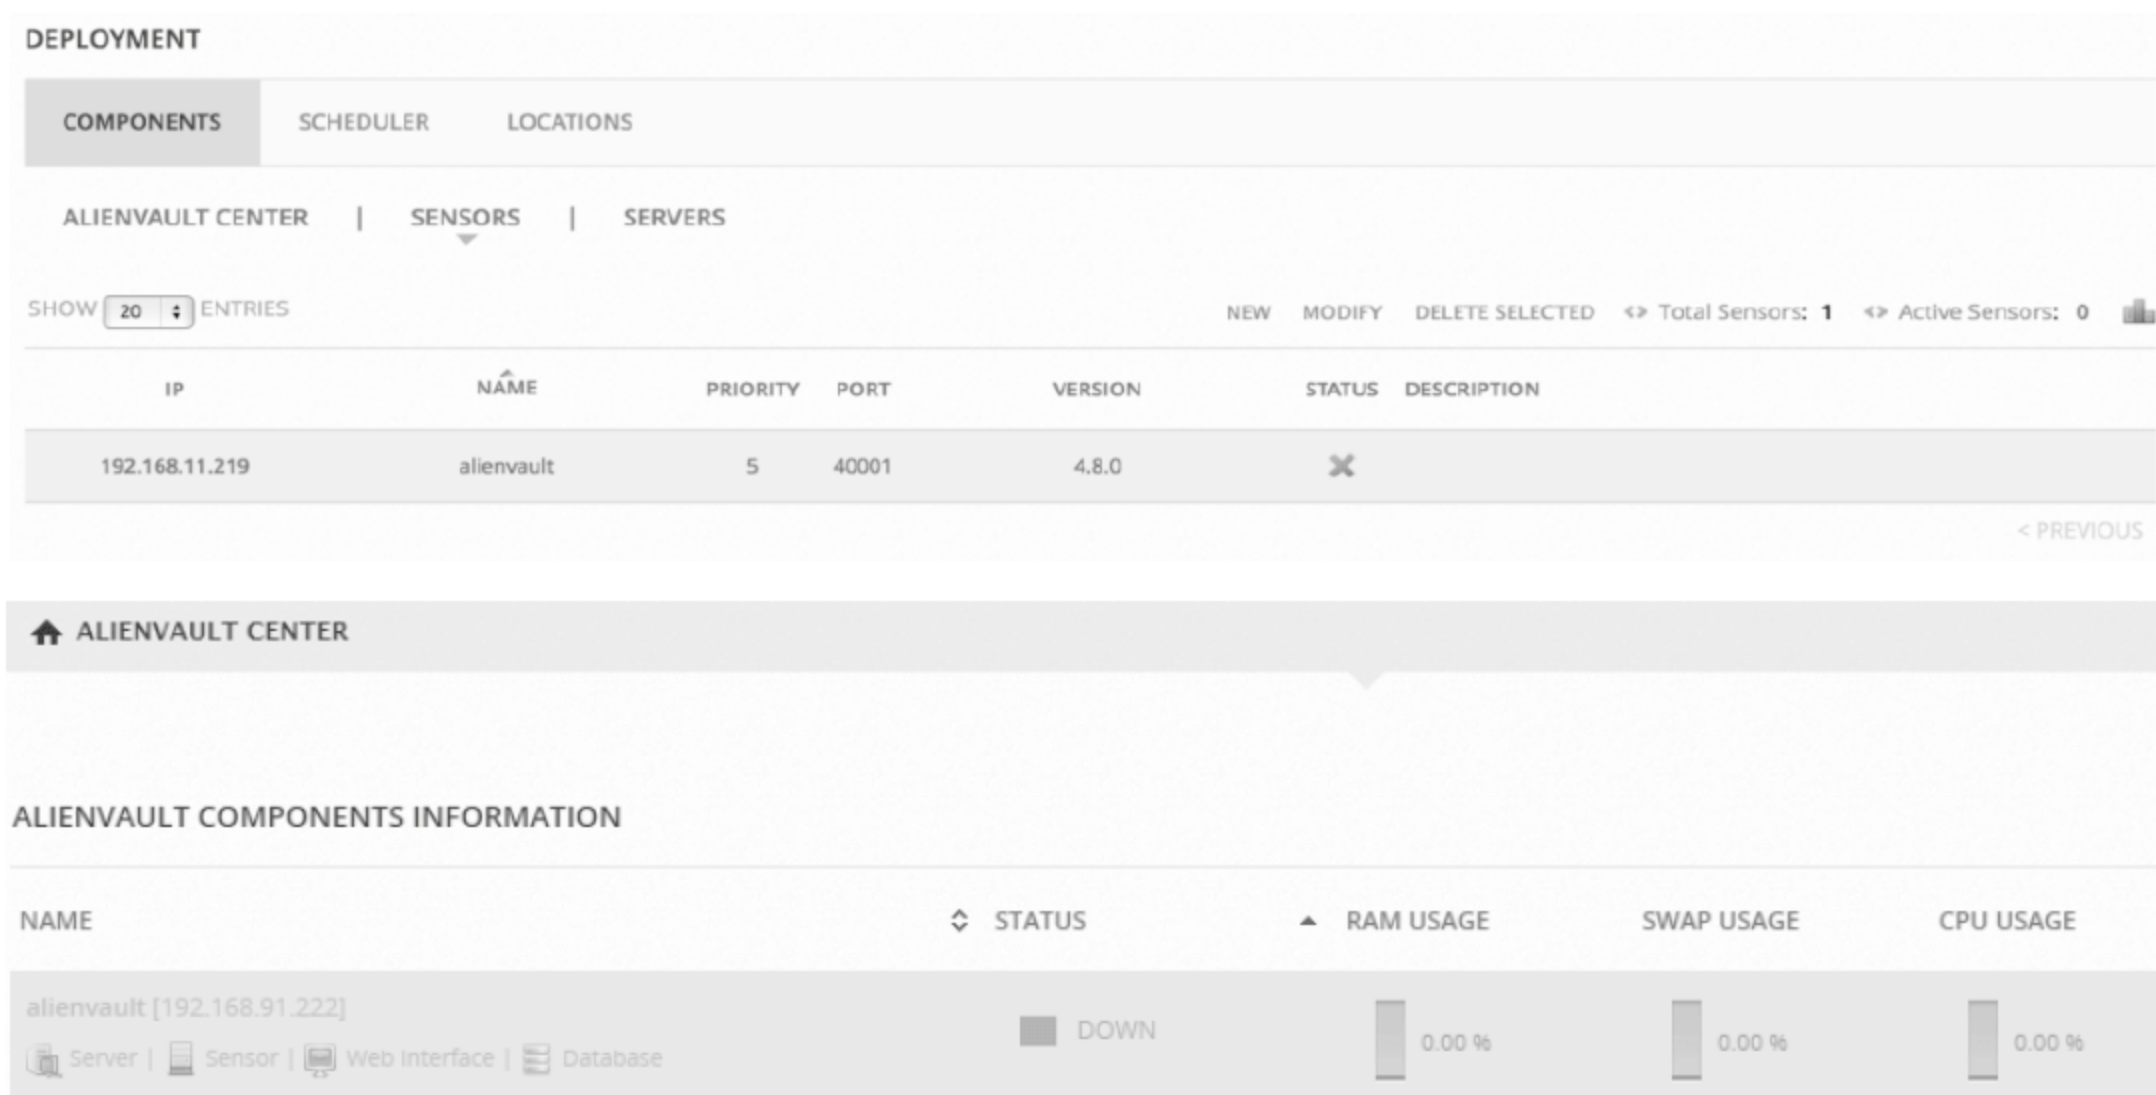 DEPLOYMENT
COMPONENTS SCHEDULER LOCATIONS
ALIENVAULT CENTER | SENSORS | SERVERS
SHOW 20 ENTRIES NEW MODIFY DELETE SELECTED <> Total Sensors: 1 <> Active Sensors: 0
IP NAME PRIORITY PORT VERSION STATUS DESCRIPTION
192.168.11.219 alienvault 5 40001 4.8.0
< PREVIOUS
ALIENVAULT CENTER
ALIENVAULT COMPONENTS INFORMATION
NAME STATUS RAM USAGE SWAP USAGE CPU USAGE
alienvault [192.168.91.222]
DOWN 0.00 % 0.00 % 0.00 %
Server | Sensor | Web Interface | Database